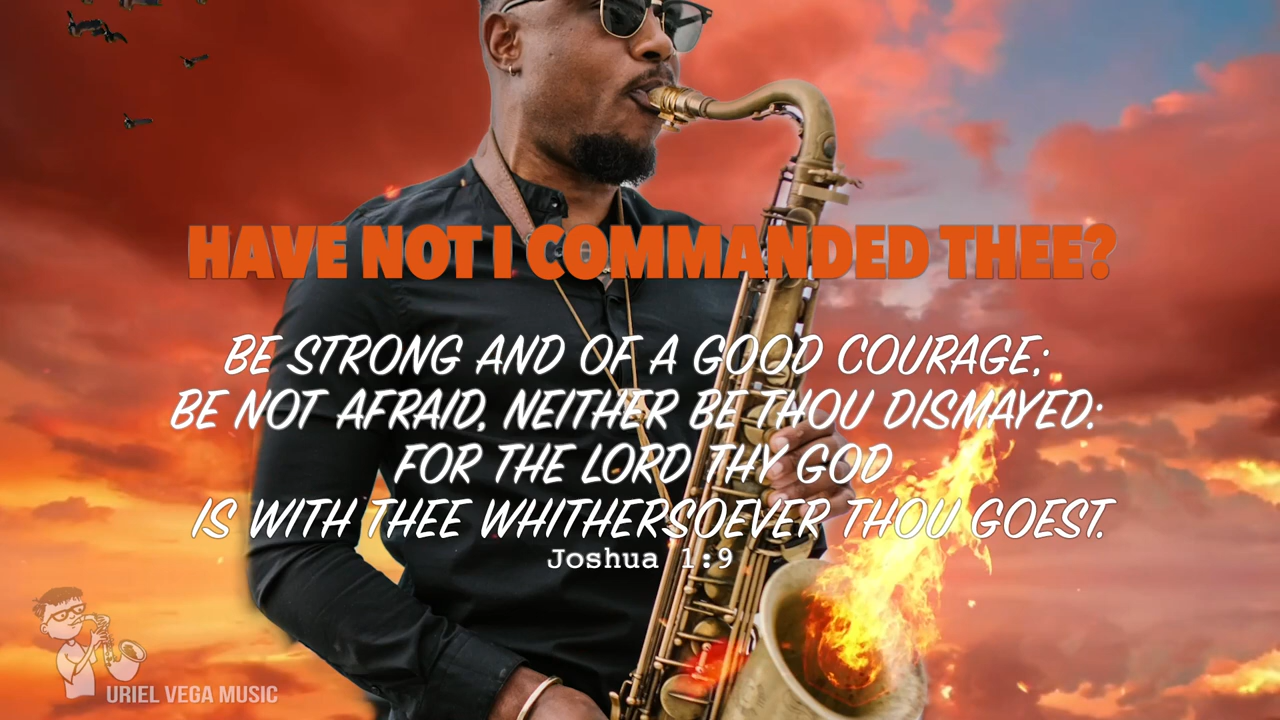 HAVE NOT I COMMANDED THEE?
BE STRONG AND OF A GOOD COURAGE;
BE NOT AFRAID, NEITHER BE THOU DISMAYED:
FOR THE LORD THY GOD
IS WITH THEE WHITHERSOEVER THOU GOEST.
Joshua 1:9
URIEL VEGA MUSIC